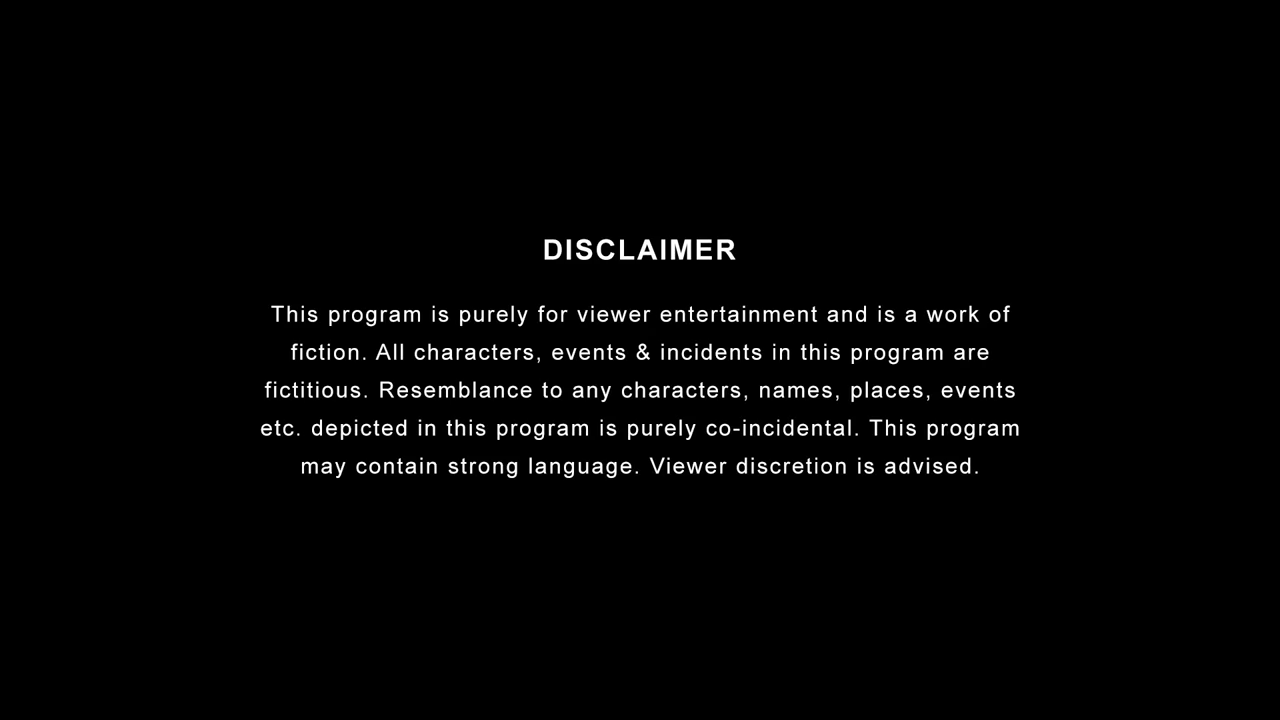 DISCLAIMER
This program is purely for viewer entertainment and is a work of
fiction. All characters, events & incidents in this program are
fictitious. Resemblance to any characters, names, places, events
etc. depicted in this program is purely co-incidental. This program
may contain strong language. Viewer discretion is advised.